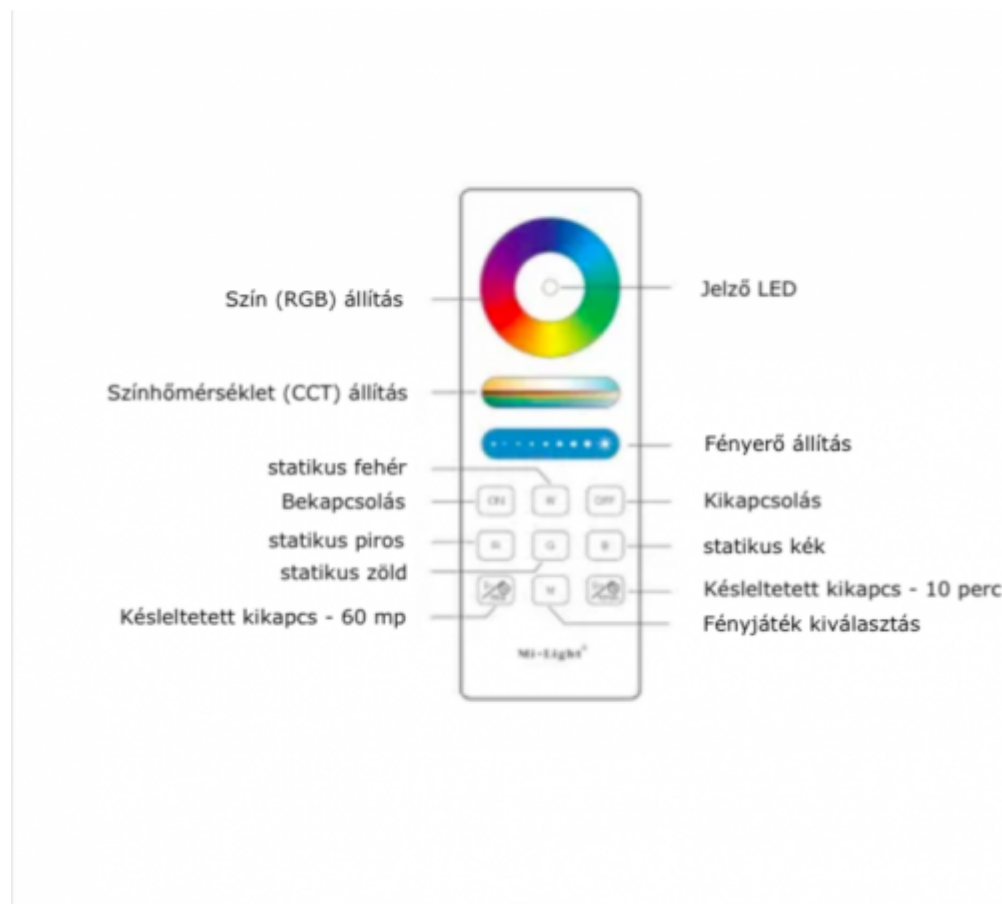 Szín (RGB) állítás
Jelző LED
Színhőmérséklet (CCT) állítás
Fényerő állítás
statikus fehér
Bekapcsolás
ON
W
OFF
Kikapcsolás
statikus piros
R
G
B
statikus kék
statikus zöld
M
Késleltetett kikapcs - 10 perc
Késleltetett kikapcs - 60 mp
Fényjáték kiválasztás
Mi-Light®